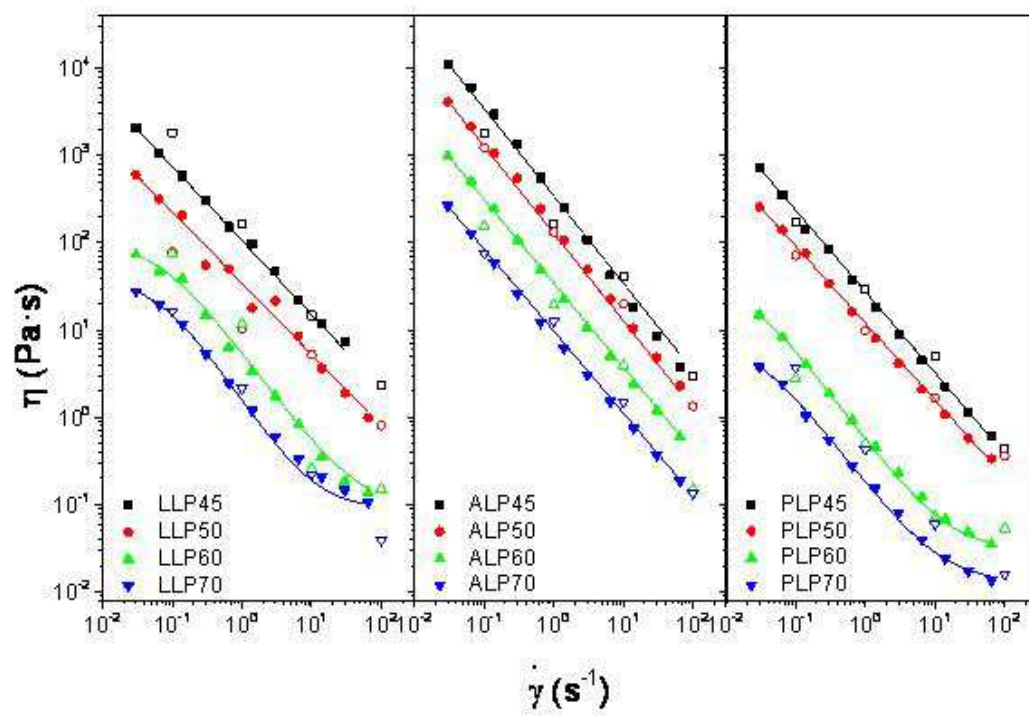 η (Pa·s)
10⁴
10³
10²
10¹
10⁰
10⁻¹
10⁻²
LLP45
LLP50
LLP60
LLP70
ALP45
ALP50
ALP60
ALP70
PLP45
PLP50
PLP60
PLP70
10⁻² 10⁻¹ 10⁰ 10¹ 10² 10⁻² 10⁻¹ 10⁰ 10¹ 10² 10⁻² 10⁻¹ 10⁰ 10¹ 10²
γ̇ (s⁻¹)